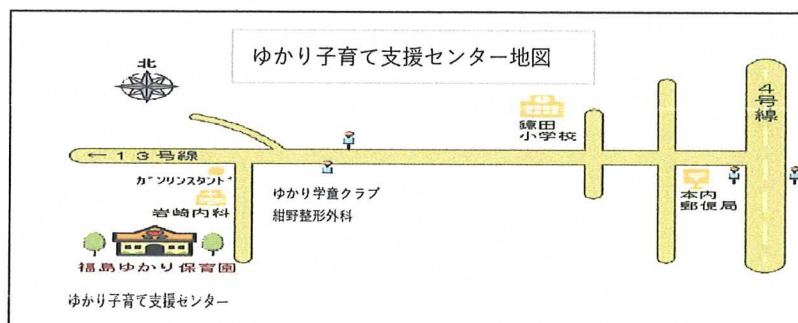 ゆかり子育て支援センター地図
北
4号線
鎌田
小学校
←13号線
ガソリンスタンド
ゆかり学童クラブ
岩崎内科
紺野整形外科
本内
郵便局
福島ゆかり保育園
ゆかり子育て支援センター